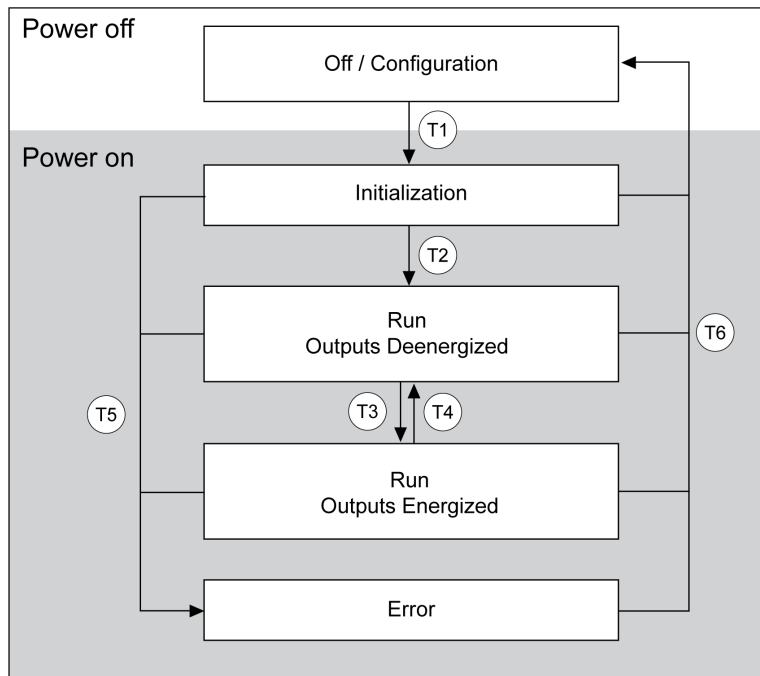 Power off
Off / Configuration
T1
Power on
Initialization
T2
Run
Outputs Deenergized
T6
T5
T3
T4
Run
Outputs Energized
Error